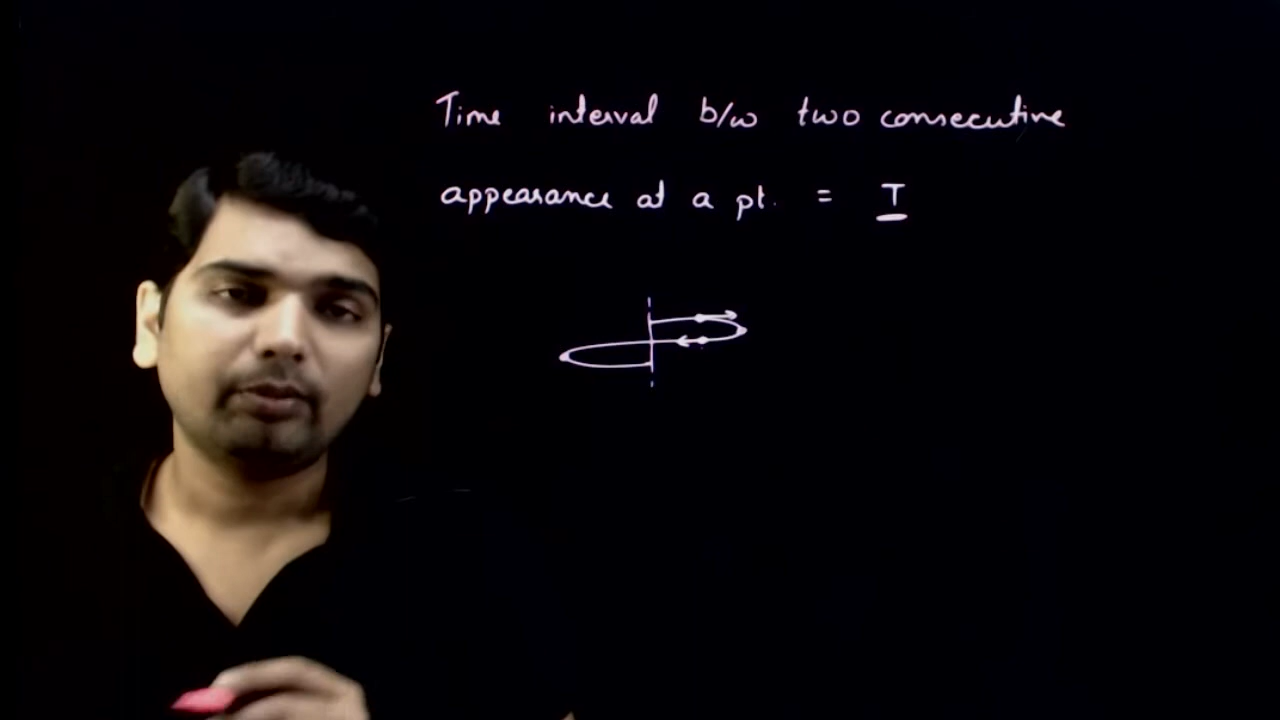 Time interval b/w two consecutive
appearance at a pt. = T